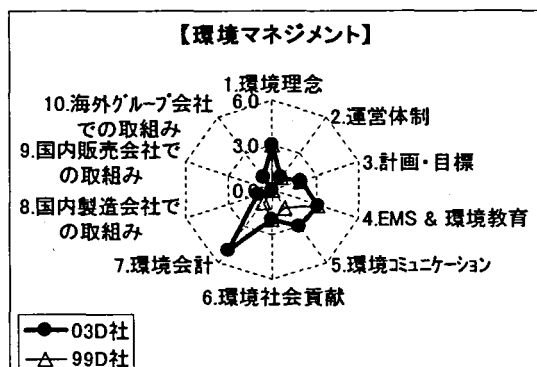 【環境マネジメント】
1.環境理念
2.運営体制
3.計画・目標
4.EMS & 環境教育
5.環境コミュニケーション
6.環境社会貢献
7.環境会計
8.国内製造会社で
の取組み
9.国内販売会社で
の取組み
10.海外グループ会社
での取組み
6.0
3.0
0.0
03D社
99D社